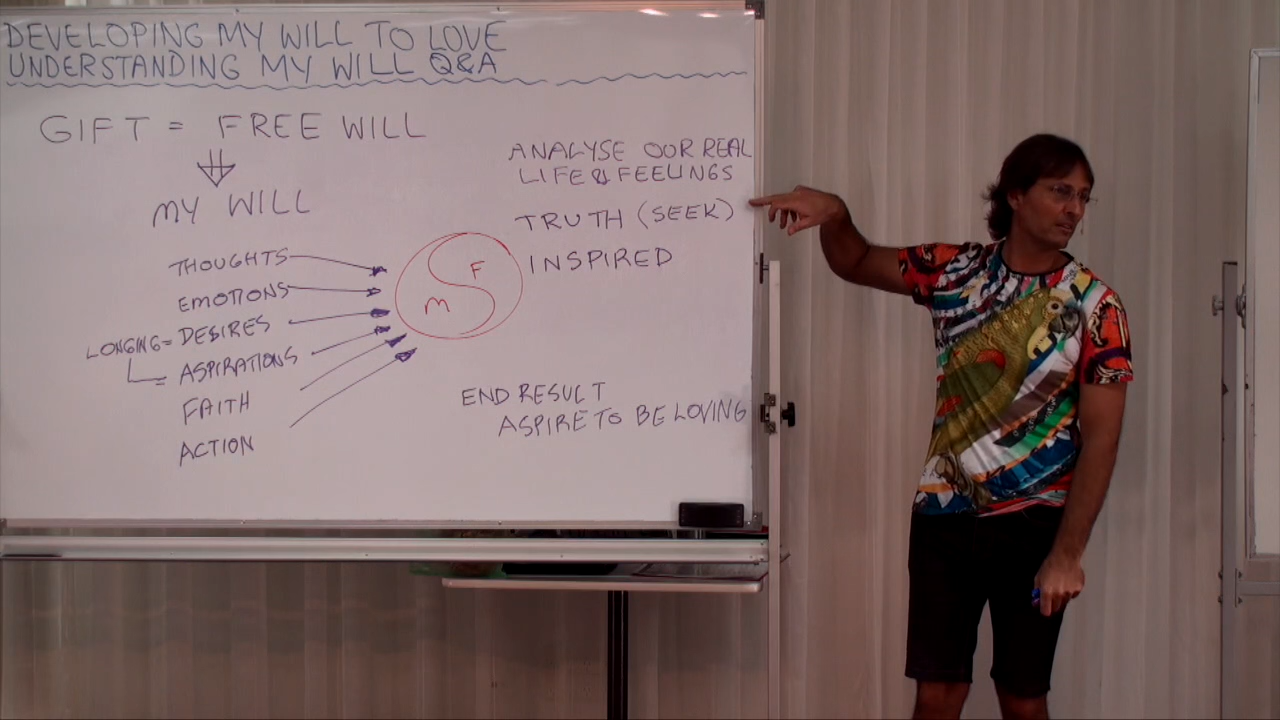 DEVELOPING MY WILL TO LOVE
UNDERSTANDING MY WILL Q&A
GIFT = FREE WILL
MY WILL
THOUGHTS
EMOTIONS
LONGING = DESIRES
= ASPIRATIONS
FAITH
ACTION
M F
ANALYSE OUR REAL
LIFE & FEELINGS
TRUTH (SEEK)
INSPIRED
END RESULT
ASPIRE TO BE LOVING